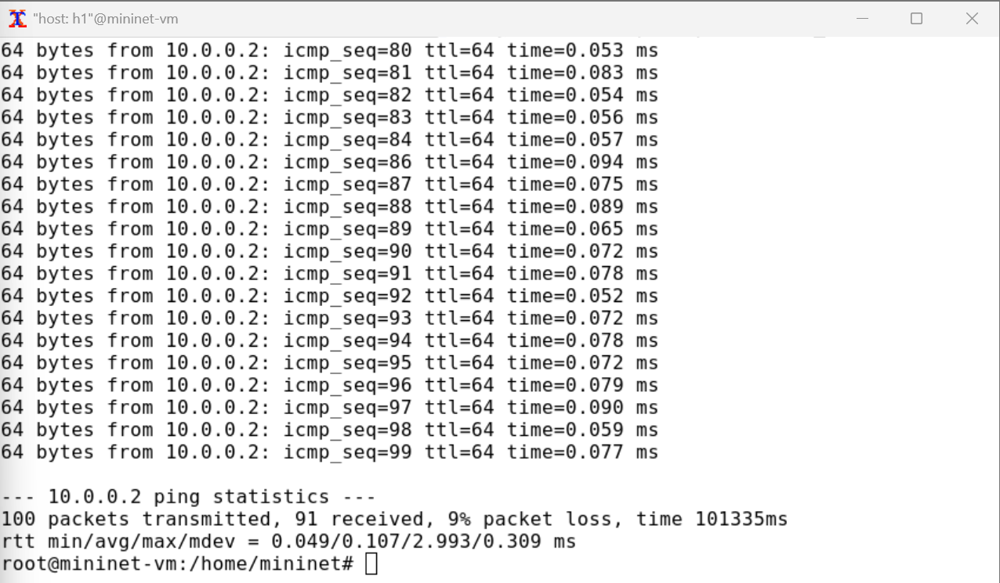 "host: h1"@mininet-vm
64 bytes from 10.0.0.2: icmp_seq=80 ttl=64 time=0.053 ms
64 bytes from 10.0.0.2: icmp_seq=81 ttl=64 time=0.083 ms
64 bytes from 10.0.0.2: icmp_seq=82 ttl=64 time=0.054 ms
64 bytes from 10.0.0.2: icmp_seq=83 ttl=64 time=0.056 ms
64 bytes from 10.0.0.2: icmp_seq=84 ttl=64 time=0.057 ms
64 bytes from 10.0.0.2: icmp_seq=86 ttl=64 time=0.094 ms
64 bytes from 10.0.0.2: icmp_seq=87 ttl=64 time=0.075 ms
64 bytes from 10.0.0.2: icmp_seq=88 ttl=64 time=0.089 ms
64 bytes from 10.0.0.2: icmp_seq=89 ttl=64 time=0.065 ms
64 bytes from 10.0.0.2: icmp_seq=90 ttl=64 time=0.072 ms
64 bytes from 10.0.0.2: icmp_seq=91 ttl=64 time=0.078 ms
64 bytes from 10.0.0.2: icmp_seq=92 ttl=64 time=0.052 ms
64 bytes from 10.0.0.2: icmp_seq=93 ttl=64 time=0.072 ms
64 bytes from 10.0.0.2: icmp_seq=94 ttl=64 time=0.078 ms
64 bytes from 10.0.0.2: icmp_seq=95 ttl=64 time=0.072 ms
64 bytes from 10.0.0.2: icmp_seq=96 ttl=64 time=0.079 ms
64 bytes from 10.0.0.2: icmp_seq=97 ttl=64 time=0.090 ms
64 bytes from 10.0.0.2: icmp_seq=98 ttl=64 time=0.059 ms
64 bytes from 10.0.0.2: icmp_seq=99 ttl=64 time=0.077 ms
--- 10.0.0.2 ping statistics ---
100 packets transmitted, 91 received, 9% packet loss, time 101335ms
rtt min/avg/max/mdev = 0.049/0.107/2.993/0.309 ms
root@mininet-vm:/home/mininet#